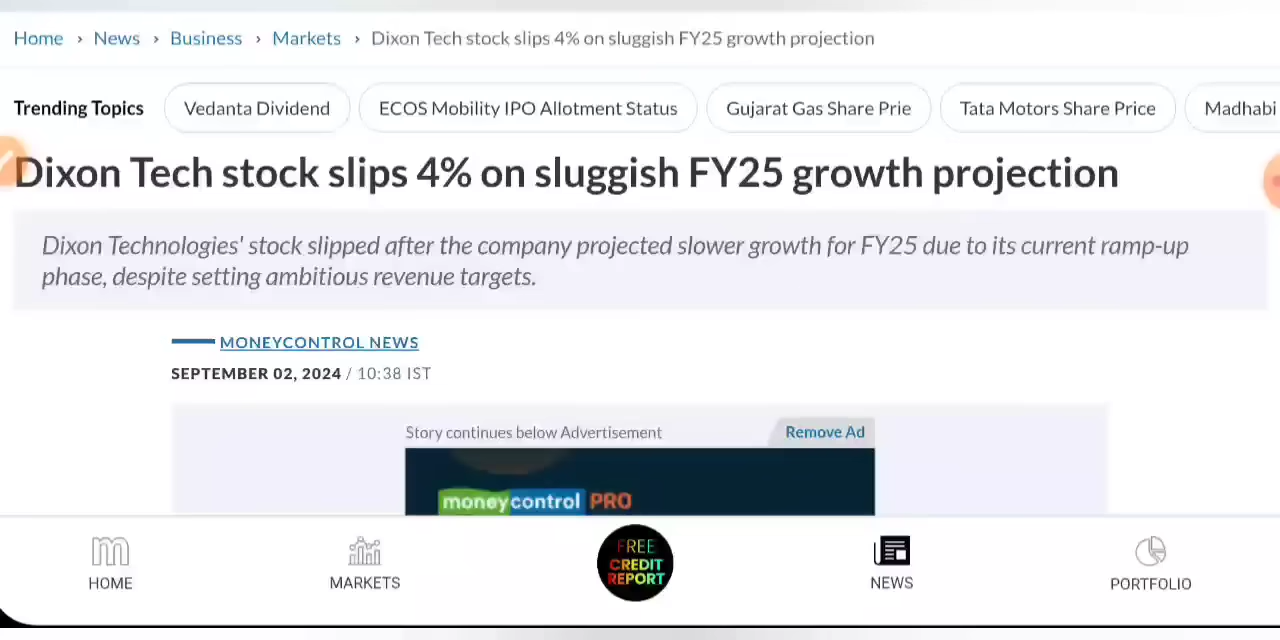 Home › News › Business › Markets › Dixon Tech stock slips 4% on sluggish FY25 growth projection
Trending Topics Vedanta Dividend ECOS Mobility IPO Allotment Status Gujarat Gas Share Prie Tata Motors Share Price Madhabi
Dixon Tech stock slips 4% on sluggish FY25 growth projection
Dixon Technologies' stock slipped after the company projected slower growth for FY25 due to its current ramp-up
phase, despite setting ambitious revenue targets.
MONEYCONTROL NEWS
SEPTEMBER 02, 2024 / 10:38 IST
Story continues below Advertisement Remove Ad
moneycontrol PRO
FREE
CREDIT
REPORT
HOME MARKETS NEWS PORTFOLIO